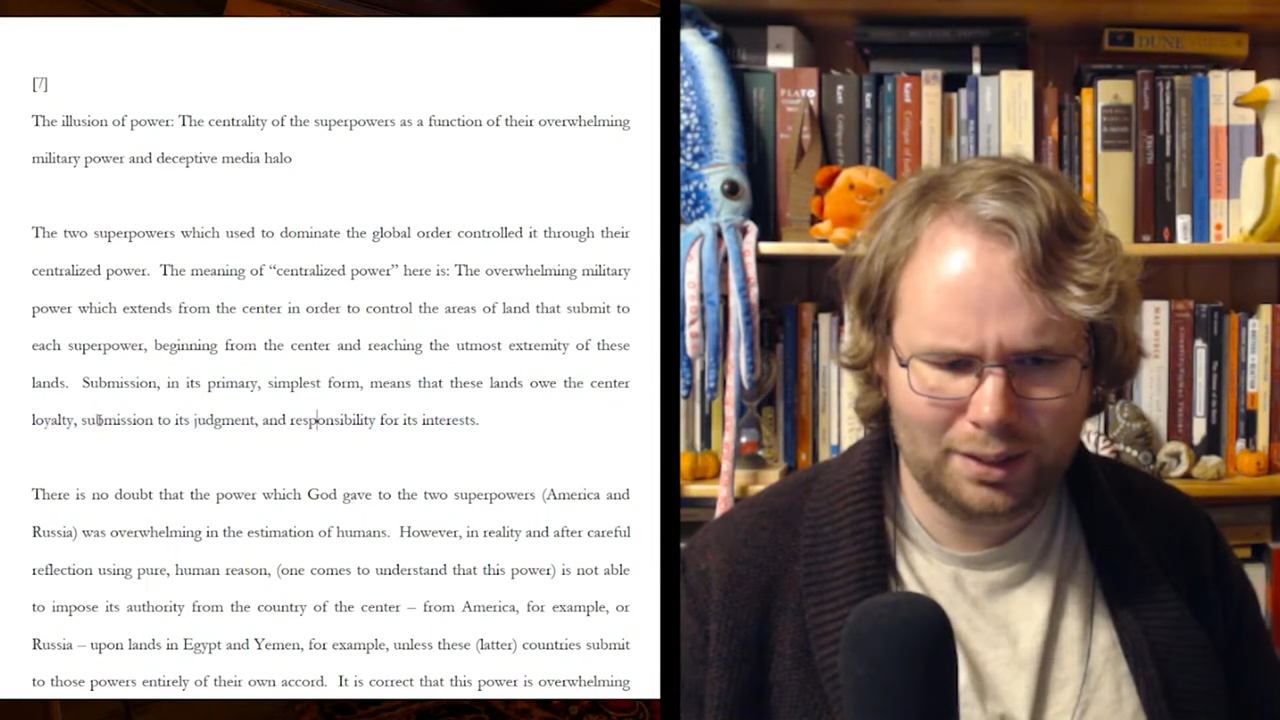 [7]
The illusion of power: The centrality of the superpowers as a function of their overwhelming
military power and deceptive media halo
The two superpowers which used to dominate the global order controlled it through their
centralized power.  The meaning of “centralized power” here is: The overwhelming military
power which extends from the center in order to control the areas of land that submit to
each superpower, beginning from the center and reaching the utmost extremity of these
lands.  Submission, in its primary, simplest form, means that these lands owe the center
loyalty, submission to its judgment, and responsibility for its interests.
There is no doubt that the power which God gave to the two superpowers (America and
Russia) was overwhelming in the estimation of humans.  However, in reality and after careful
reflection using pure, human reason, (one comes to understand that this power) is not able
to impose its authority from the country of the center – from America, for example, or
Russia – upon lands in Egypt and Yemen, for example, unless these (latter) countries submit
to those powers entirely of their own accord.  It is correct that this power is overwhelming
DUNE
PLATO
Kant
Kant
Kant
TRUTH
MAX WEBER